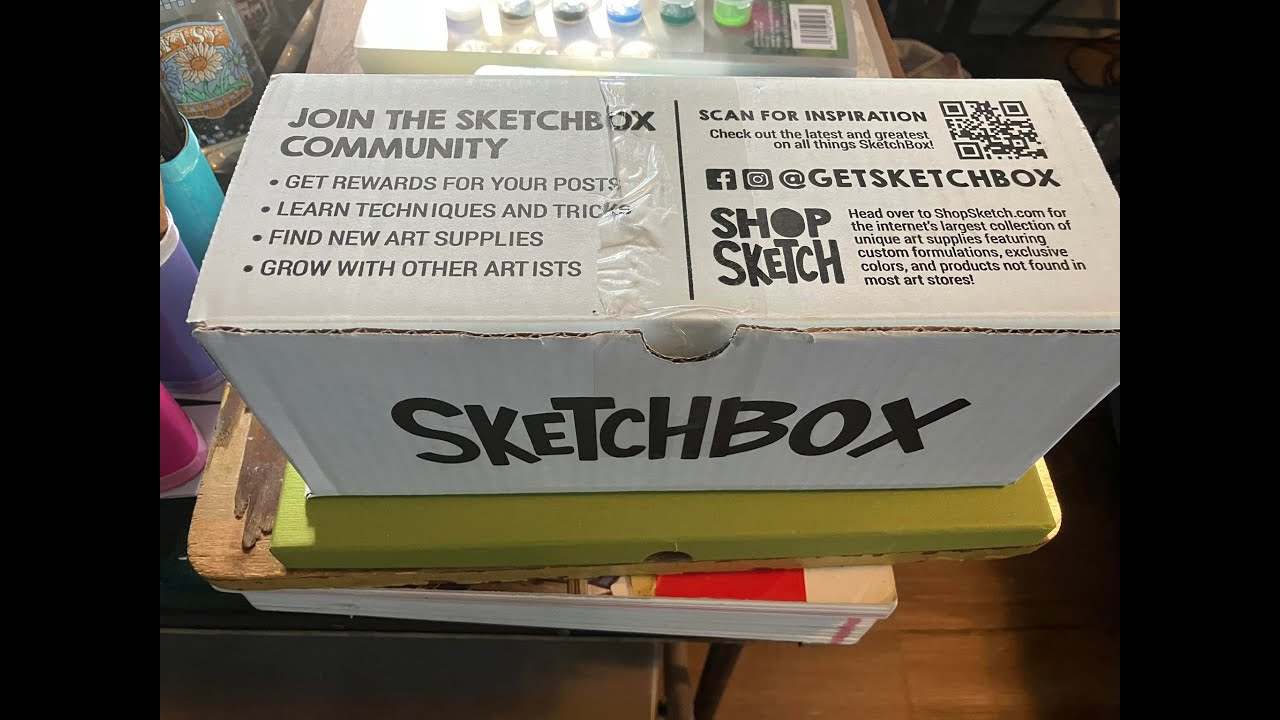 JOIN THE SKETCHBOX
COMMUNITY
• GET REWARDS FOR YOUR POSTS
• LEARN TECHNIQUES AND TRICKS
• FIND NEW ART SUPPLIES
• GROW WITH OTHER ARTISTS
SCAN FOR INSPIRATION
Check out the latest and greatest
on all things SketchBox!
@GETSKETCHBOX
SHOP
SKETCH
Head over to ShopSketch.com for
the internet's largest collection of
unique art supplies featuring
custom formulations, exclusive
colors, and products not found in
most art stores!
SKETCHBOX